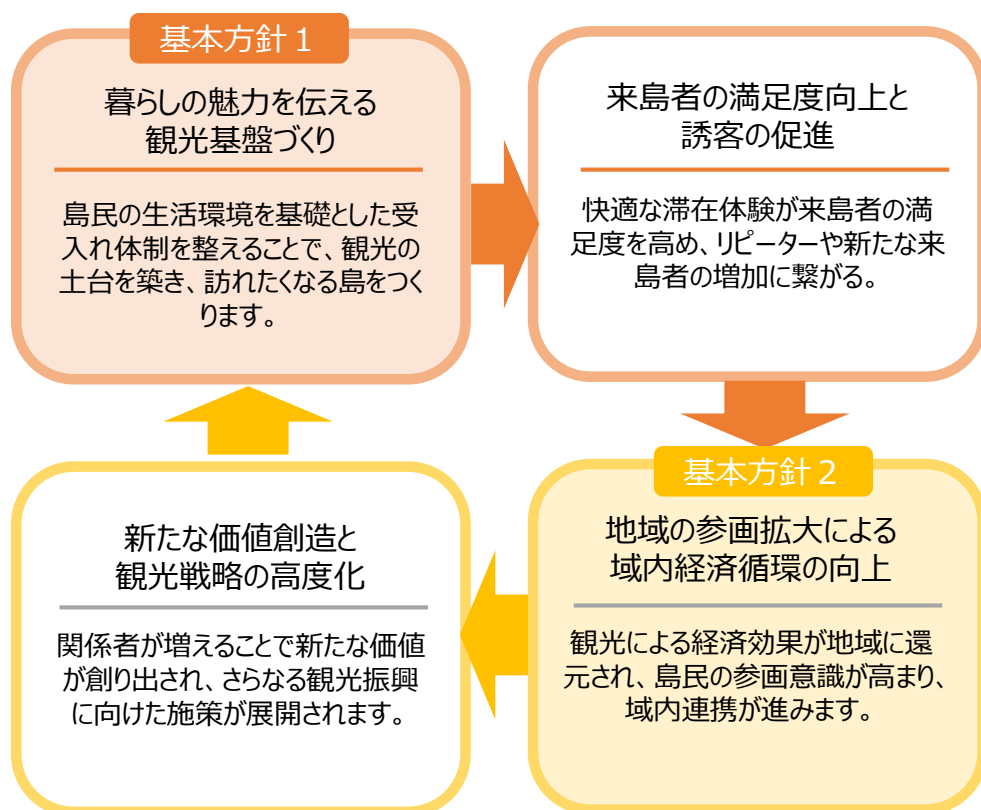 基本方針１
暮らしの魅力を伝える
観光基盤づくり
島民の生活環境を基礎とした受
入れ体制を整えることで、観光の
土台を築き、訪れたくなる島をつく
ります。
来島者の満足度向上と
誘客の促進
快適な滞在体験が来島者の満
足度を高め、リピーターや新たな来
島者の増加に繋がる。
基本方針２
地域の参画拡大による
域内経済循環の向上
観光による経済効果が地域に還
元され、島民の参画意識が高まり、
域内連携が進みます。
新たな価値創造と
観光戦略の高度化
関係者が増えることで新たな価値
が創り出され、さらなる観光振興
に向けた施策が展開されます。